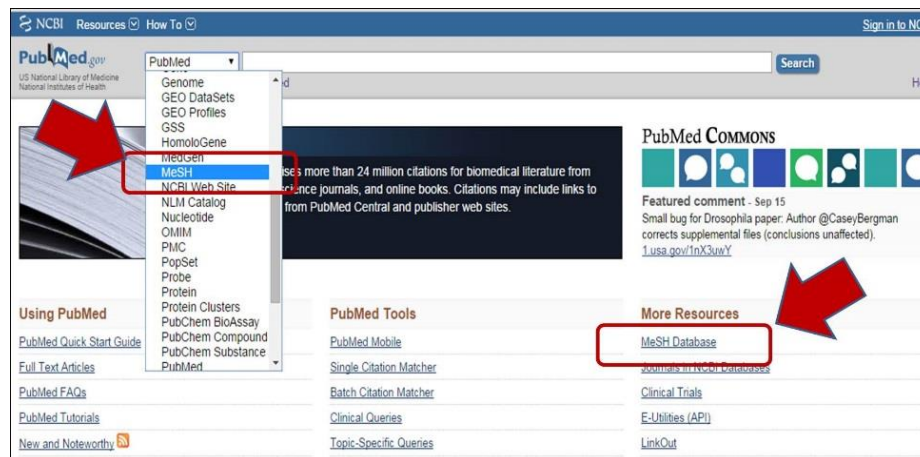 NCBI Resources How To Sign in to NC
PubMed.gov
US National Library of Medicine
National Institutes of Health
PubMed
Search
Genome
GEO DataSets
GEO Profiles
GSS
HomoloGene
MedGen
MeSH
NCBI Web Site
NLM Catalog
Nucleotide
OMIM
PMC
PopSet
Probe
Protein
Protein Clusters
PubChem BioAssay
PubChem Compound
PubChem Substance
PubMed
more than 24 million citations for biomedical literature from
science journals, and online books. Citations may include links to
from PubMed Central and publisher web sites.
PubMed Commons
Featured comment - Sep 15
Small bug for Drosophila paper: Author @CaseyBergman
corrects supplemental files (conclusions unaffected).
1.usa.gov/1nX3uwY
Using PubMed
PubMed Quick Start Guide
Full Text Articles
PubMed FAQs
PubMed Tutorials
New and Noteworthy
PubMed Tools
PubMed Mobile
Single Citation Matcher
Batch Citation Matcher
Clinical Queries
Topic-Specific Queries
More Resources
MeSH Database
Journals in NCBI Databases
Clinical Trials
E-Utilities (API)
LinkOut